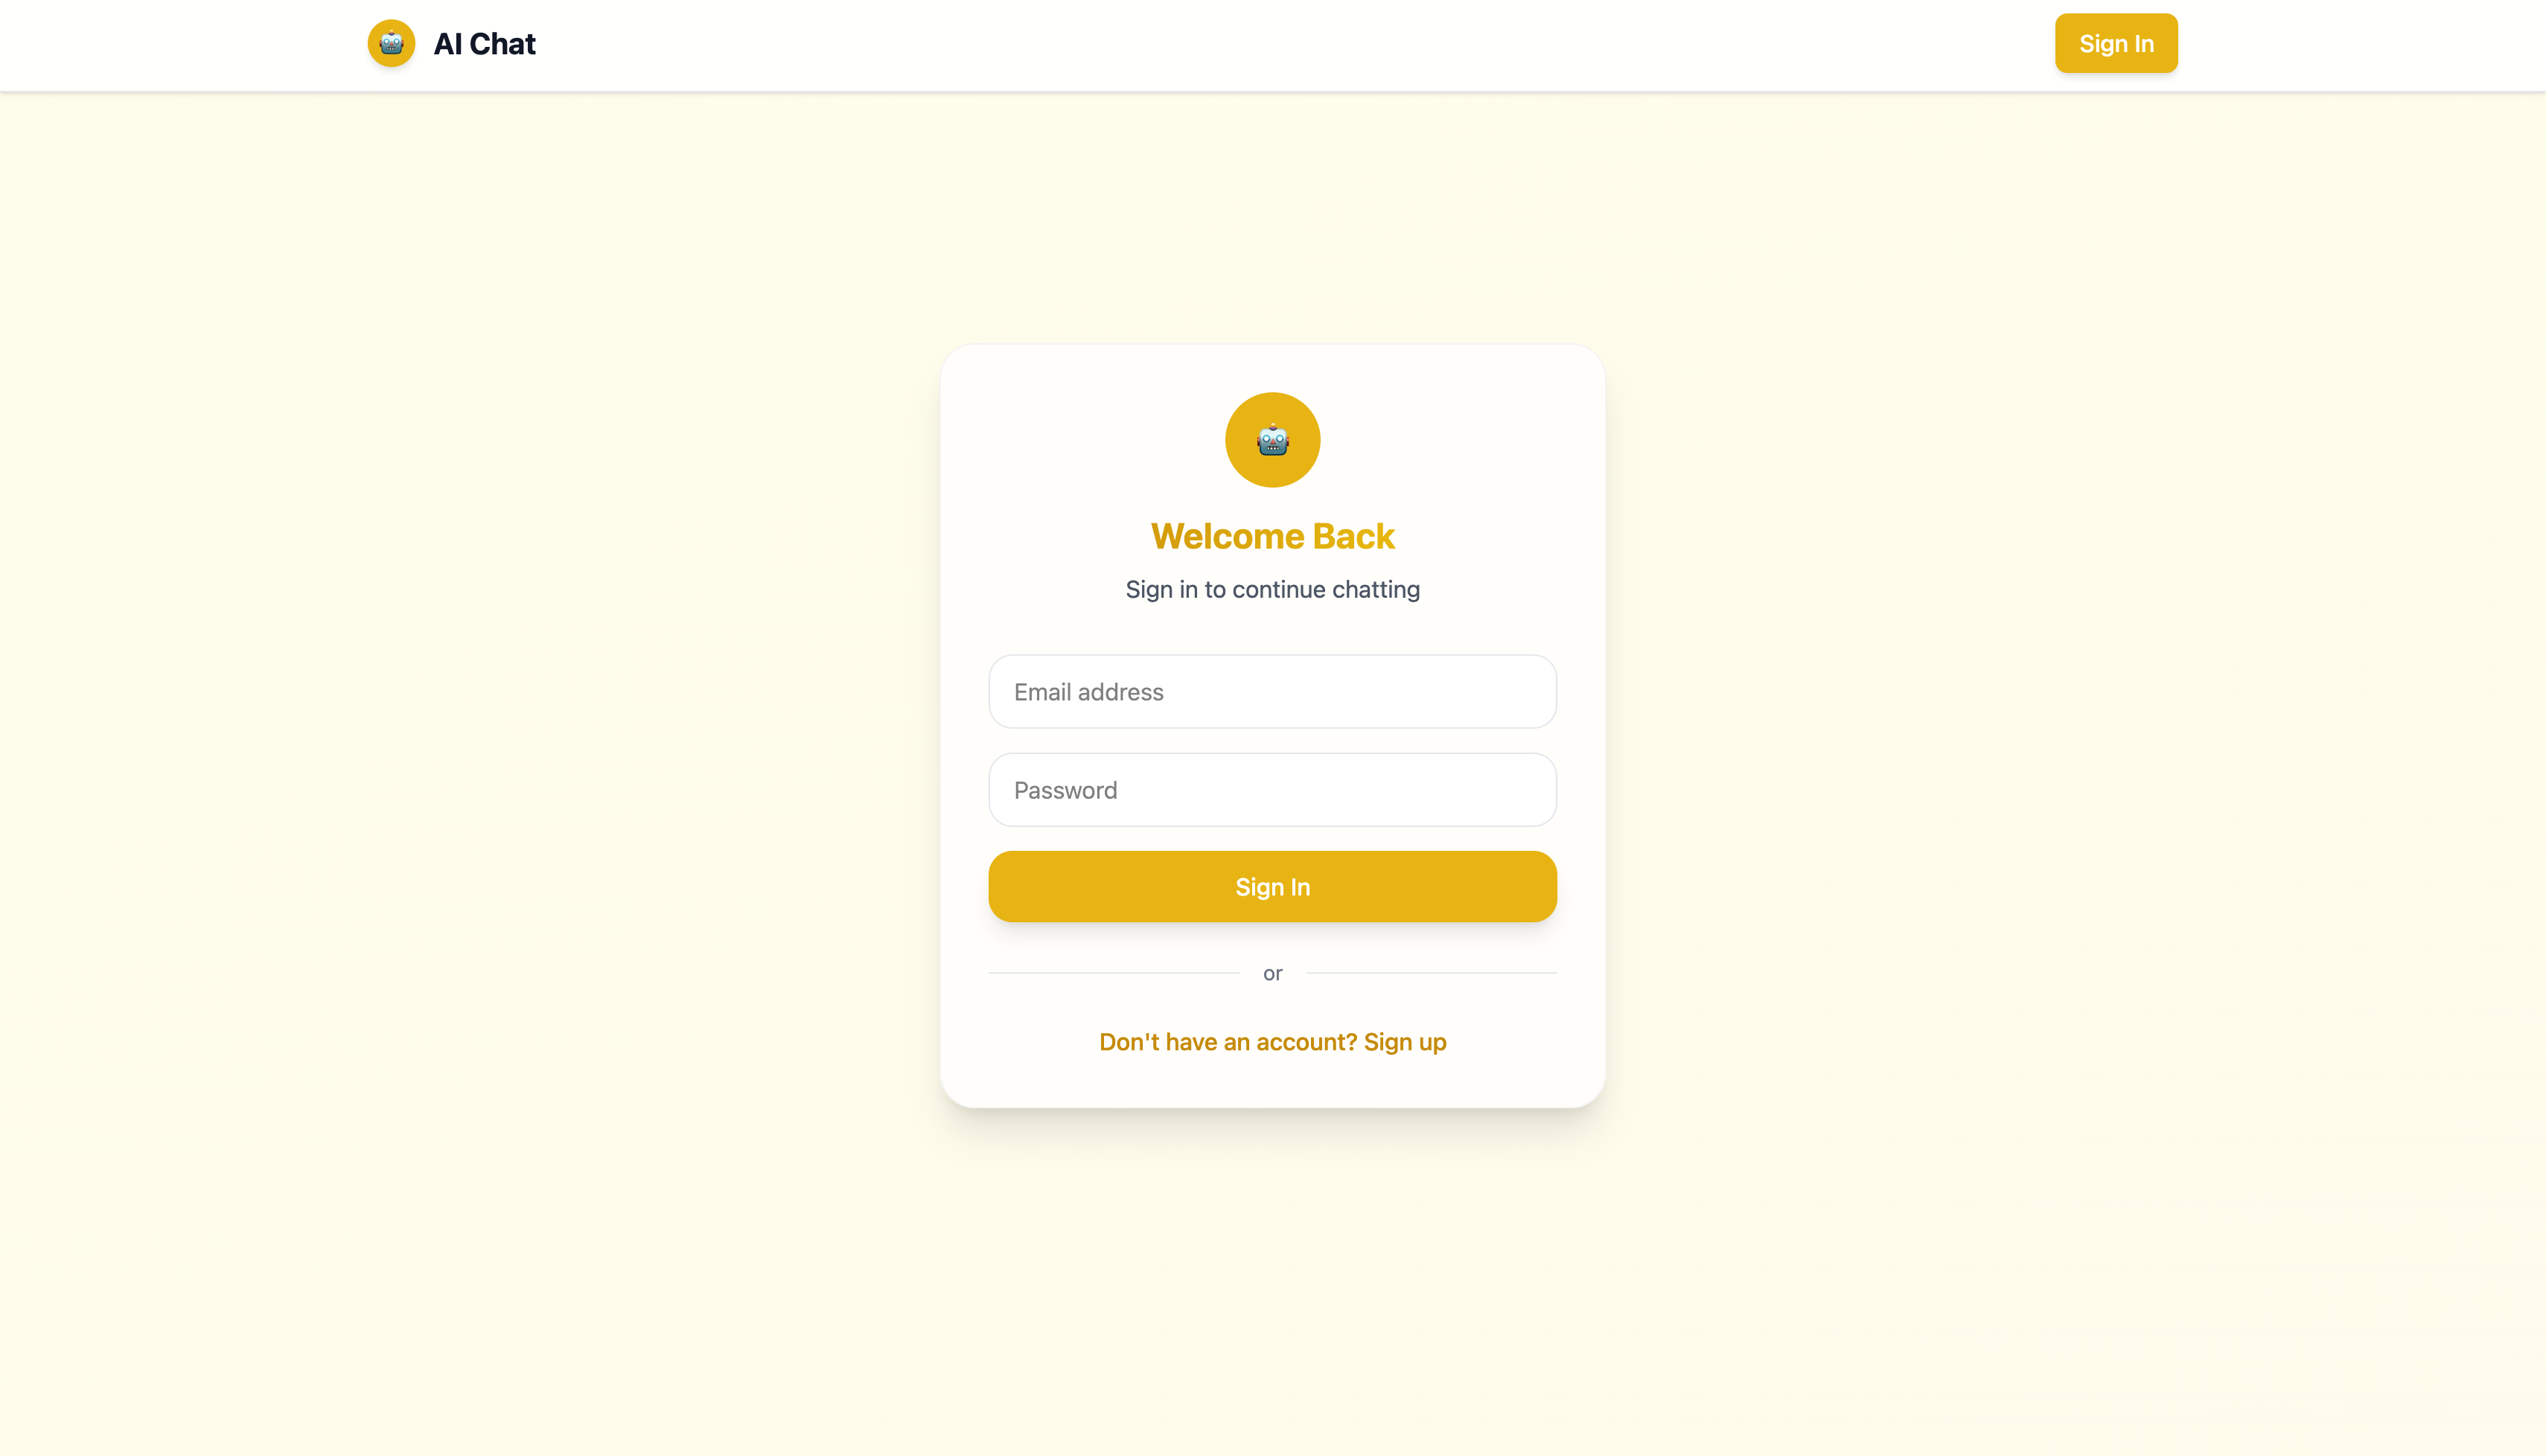 AI Chat
Sign In
Welcome Back
Sign in to continue chatting
Email address
Password
Sign In
or
Don't have an account? Sign up